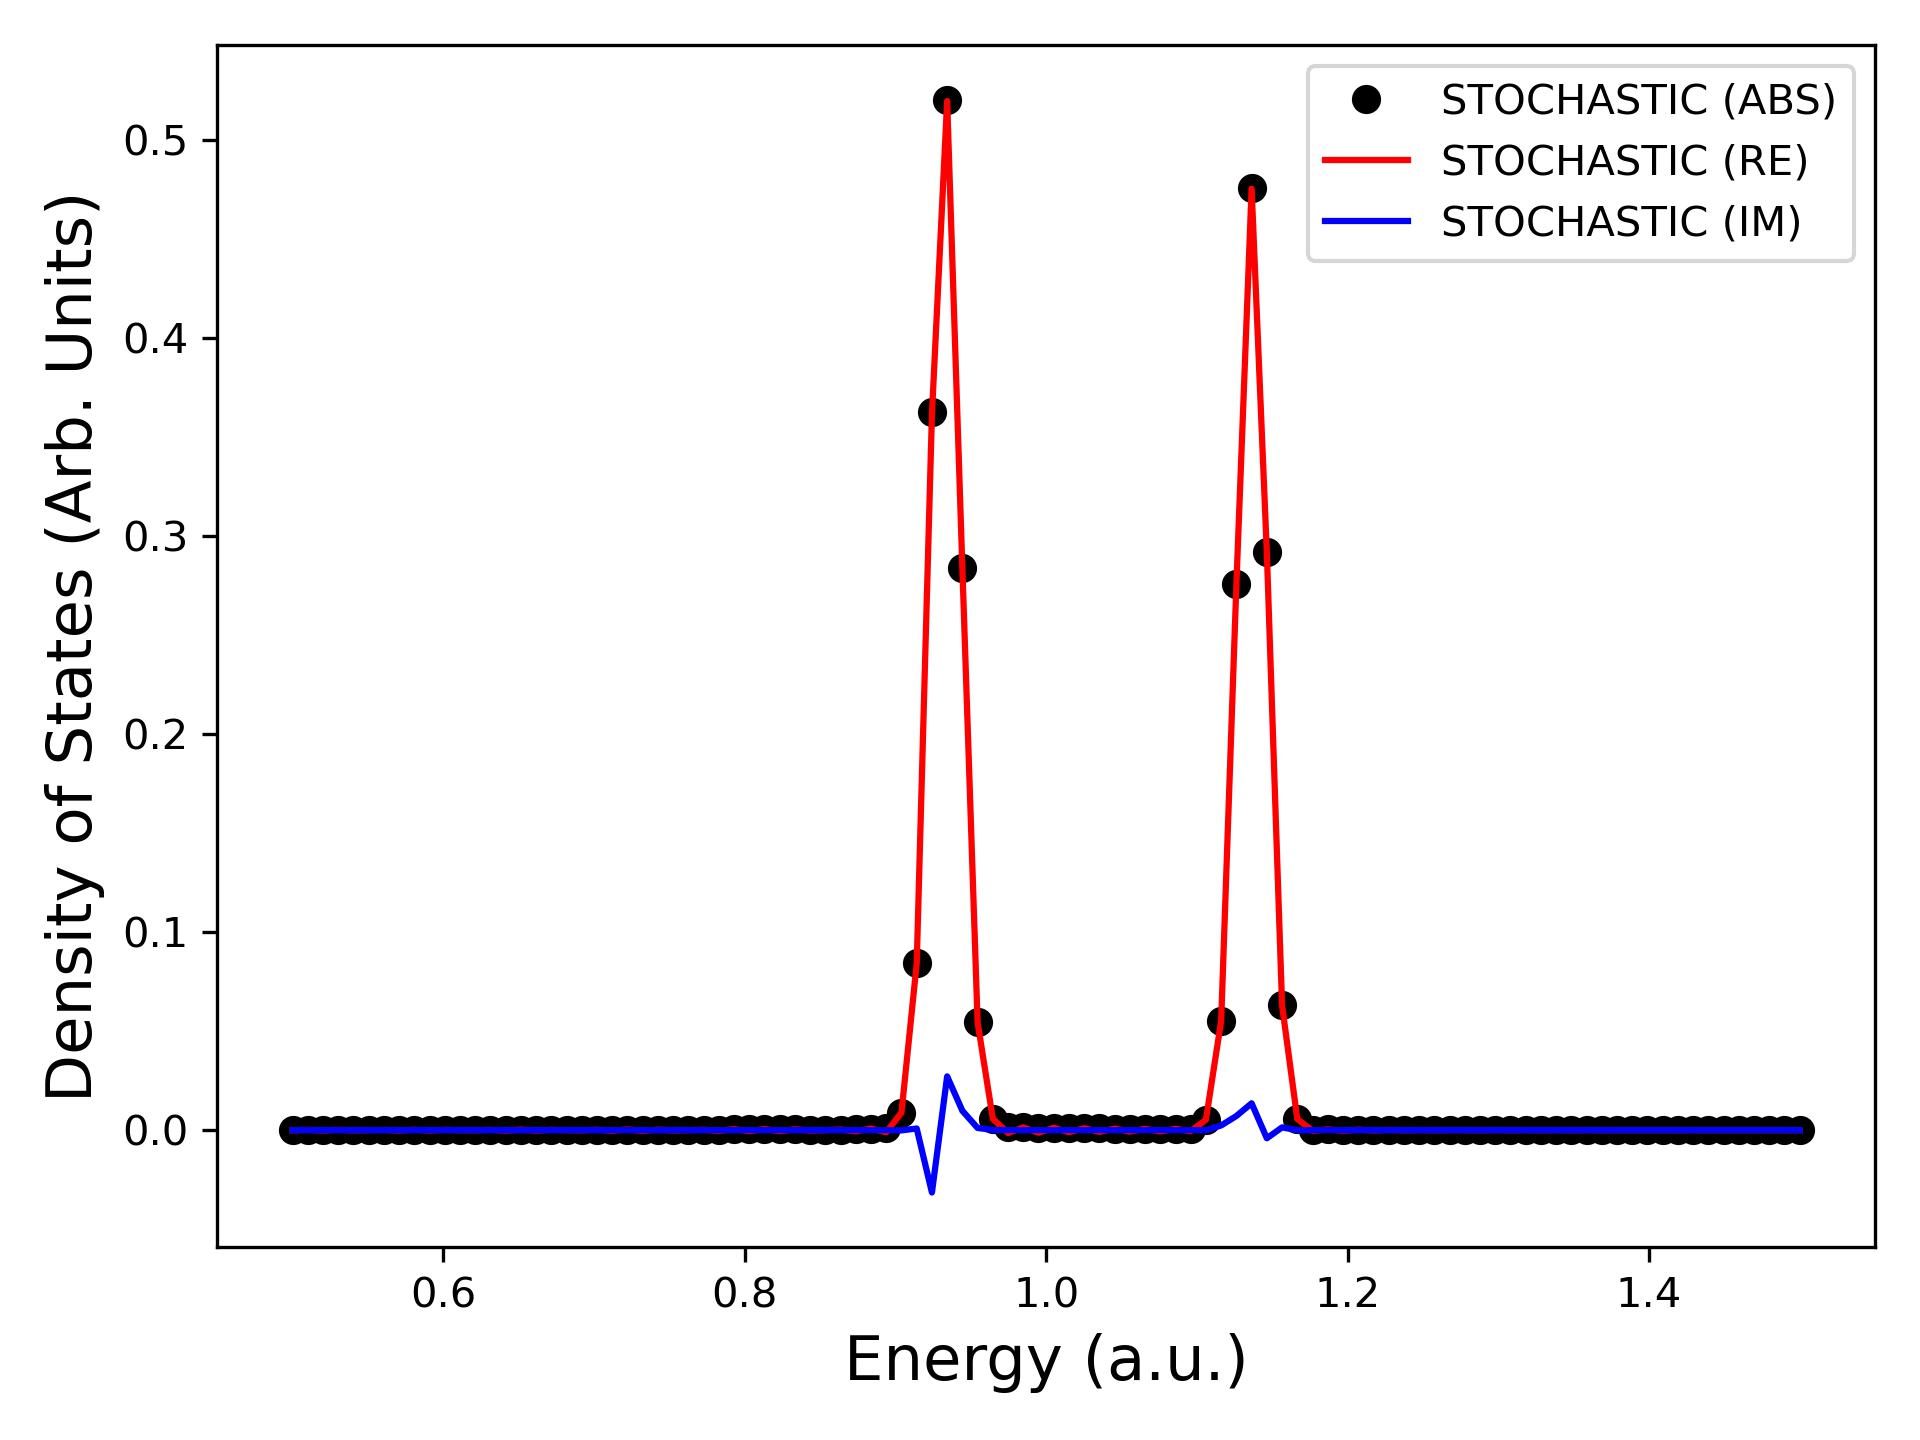 STOCHASTIC (ABS)
STOCHASTIC (RE)
STOCHASTIC (IM)
Density of States (Arb. Units)
0.5
0.4
0.3
0.2
0.1
0.0
0.6 0.8 1.0 1.2 1.4
Energy (a.u.)